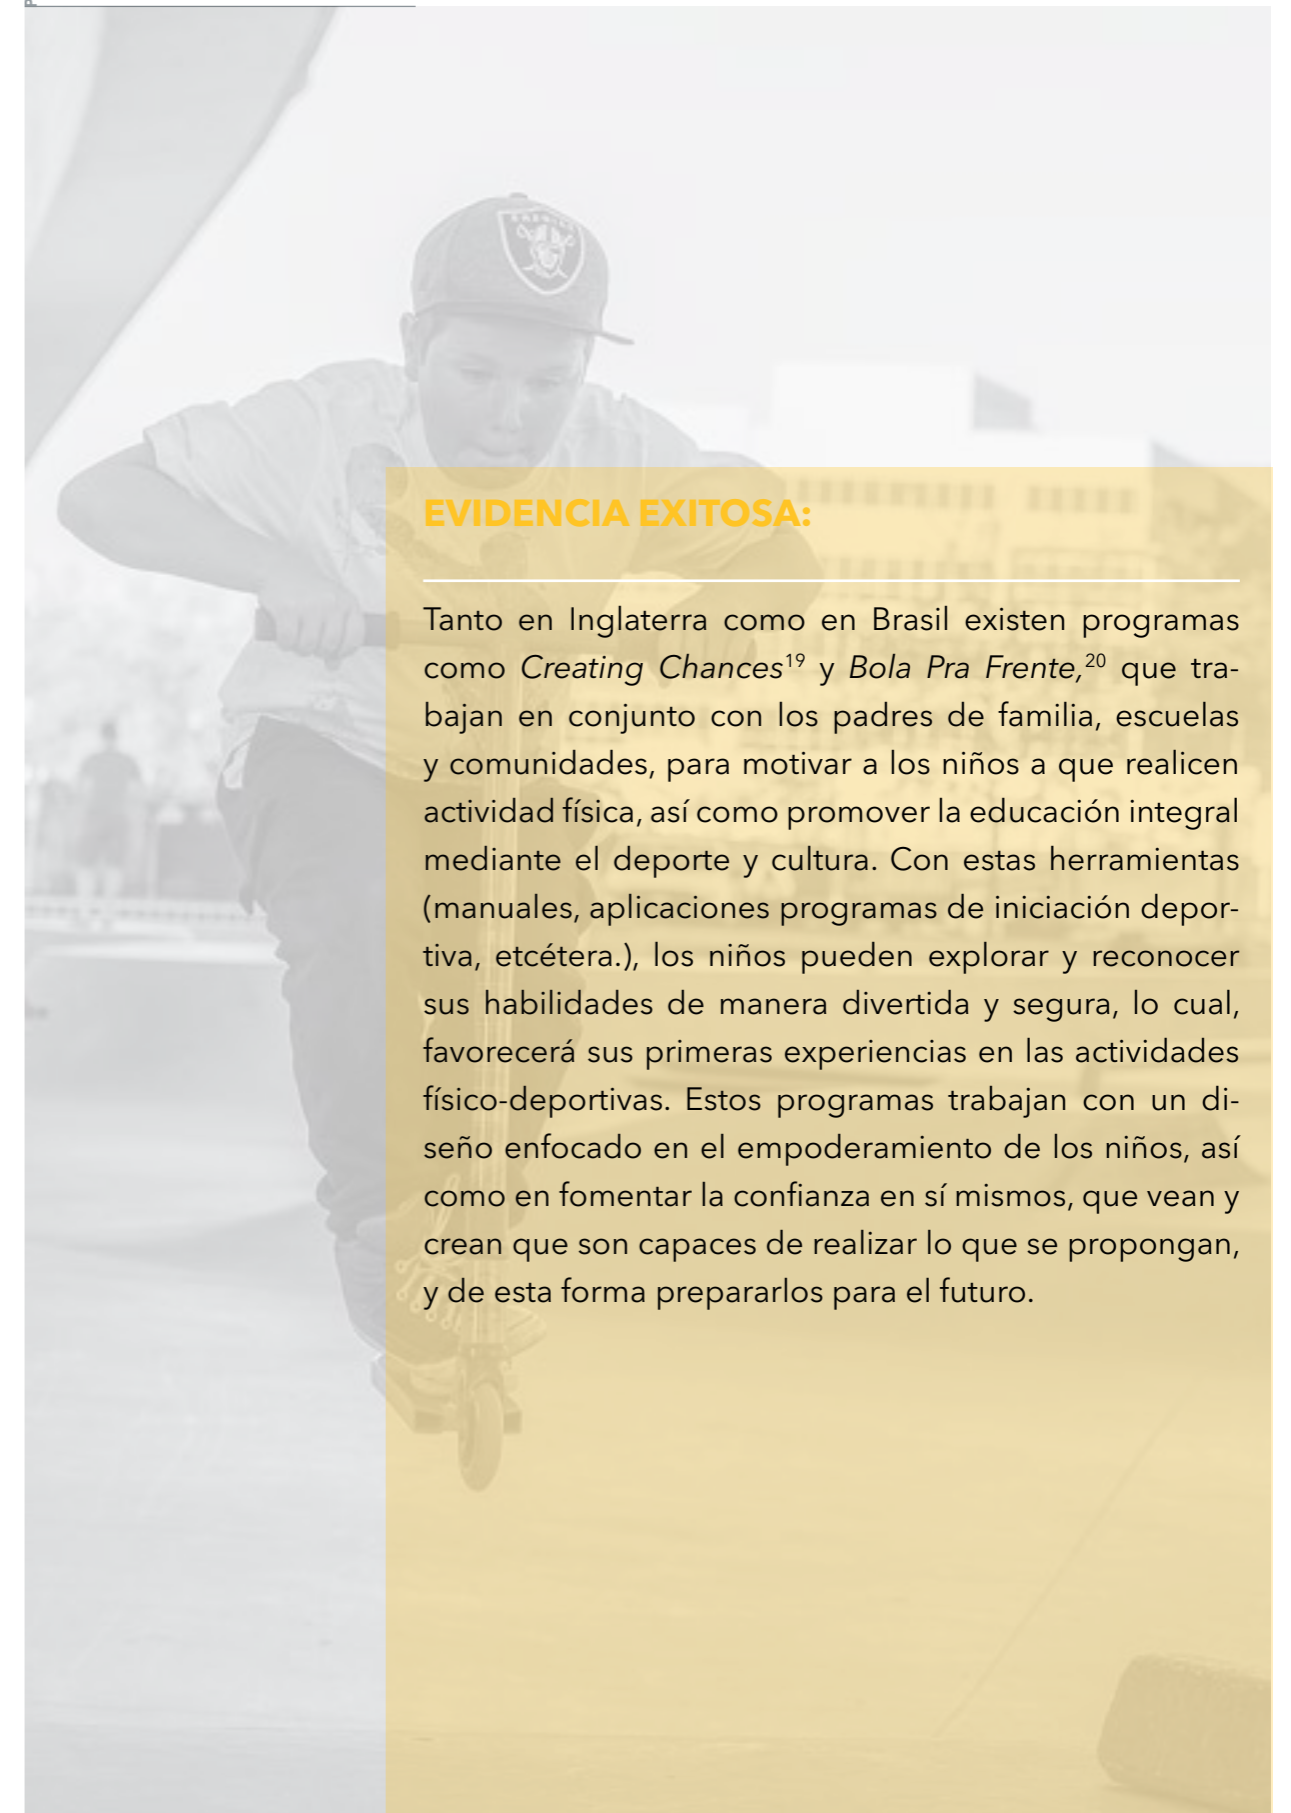 EVIDENCIA EXITOSA:
Tanto en Inglaterra como en Brasil existen programas
como Creating Chances¹⁹ y Bola Pra Frente,²⁰ que tra-
bajan en conjunto con los padres de familia, escuelas
y comunidades, para motivar a los niños a que realicen
actividad física, así como promover la educación integral
mediante el deporte y cultura. Con estas herramientas
(manuales, aplicaciones programas de iniciación depor-
tiva, etcétera.), los niños pueden explorar y reconocer
sus habilidades de manera divertida y segura, lo cual,
favorecerá sus primeras experiencias en las actividades
físico-deportivas. Estos programas trabajan con un di-
seño enfocado en el empoderamiento de los niños, así
como en fomentar la confianza en sí mismos, que vean y
crean que son capaces de realizar lo que se propongan,
y de esta forma prepararlos para el futuro.